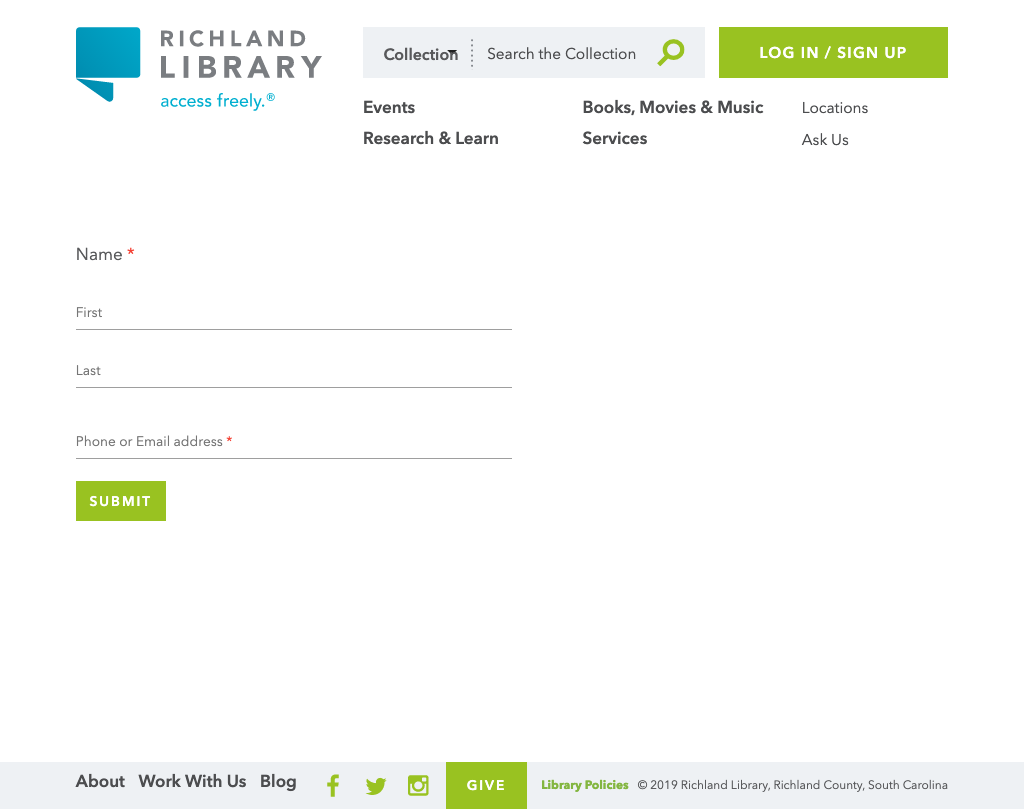 RICHLAND
LIBRARY
access freely.®
Collection
Search the Collection
LOG IN / SIGN UP
Events
Books, Movies & Music
Locations
Research & Learn
Services
Ask Us
Name *
First
Last
Phone or Email address *
SUBMIT
About Work With Us Blog
GIVE
Library Policies © 2019 Richland Library, Richland County, South Carolina